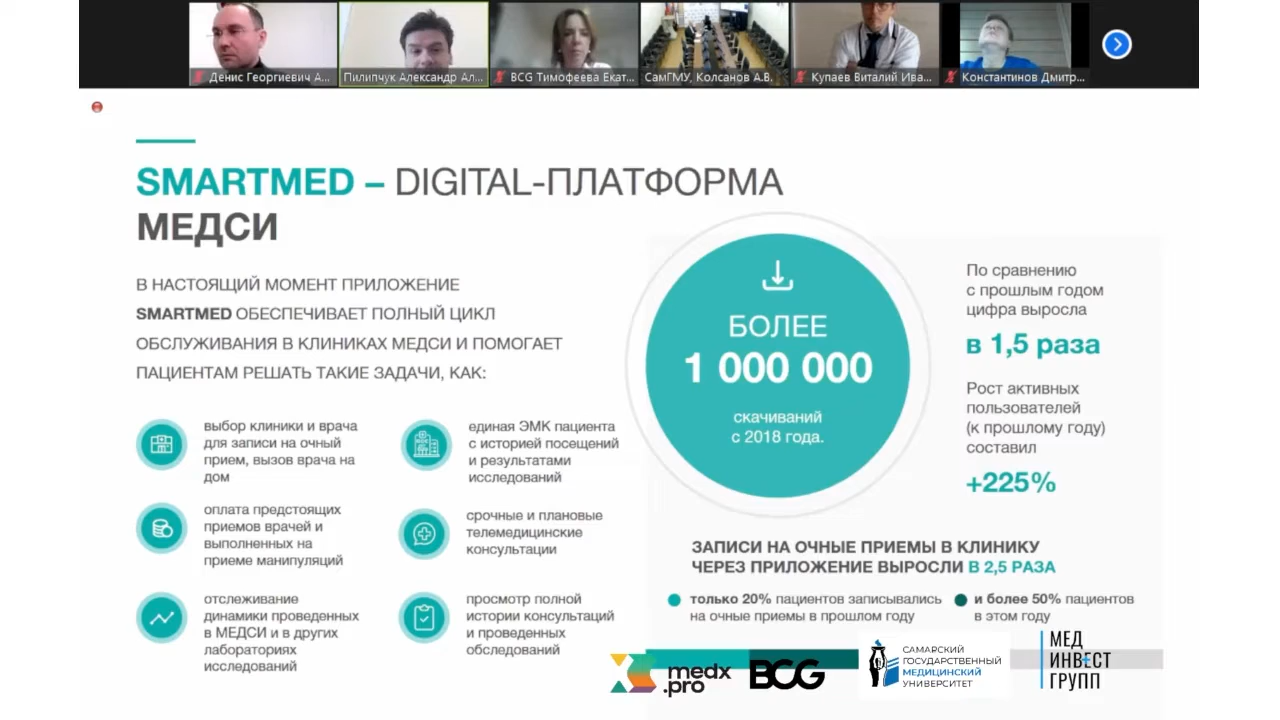 Денис Георгиевич А...
Пилипчук Александр Ал...
BCG Тимофеева Екат...
СамГМУ, Колсанов А.В.
Купаев Виталий Ива...
Константинов Дмитр...
SMARTMED – DIGITAL-ПЛАТФОРМА
МЕДСИ
В НАСТОЯЩИЙ МОМЕНТ ПРИЛОЖЕНИЕ
SMARTMED ОБЕСПЕЧИВАЕТ ПОЛНЫЙ ЦИКЛ
ОБСЛУЖИВАНИЯ В КЛИНИКАХ МЕДСИ И ПОМОГАЕТ
ПАЦИЕНТАМ РЕШАТЬ ТАКИЕ ЗАДАЧИ, КАК:
выбор клиники и врача
для записи на очный
прием, вызов врача на
дом
единая ЭМК пациента
с историей посещений
и результатами
исследований
оплата предстоящих
приемов врачей и
выполненных на
приеме манипуляций
срочные и плановые
телемедицинские
консультации
отслеживание
динамики проведенных
в МЕДСИ и в других
лабораториях
исследований
просмотр полной
истории консультаций
и проведенных
обследований
БОЛЕЕ
1 000 000
скачиваний
с 2018 года.
По сравнению
с прошлым годом
цифра выросла
в 1,5 раза
Рост активных
пользователей
(к прошлому году)
составил
+225%
ЗАПИСИ НА ОЧНЫЕ ПРИЕМЫ В КЛИНИКУ
ЧЕРЕЗ ПРИЛОЖЕНИЕ ВЫРОСЛИ В 2,5 РАЗА
только 20% пациентов записывались
на очные приемы в прошлом году
и более 50% пациентов
в этом году
medx
.pro
BCG
САМАРСКИЙ
ГОСУДАРСТВЕННЫЙ
МЕДИЦИНСКИЙ
УНИВЕРСИТЕТ
МЕД
ИНВЕСТ
ГРУПП